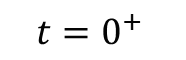 t = 0⁺